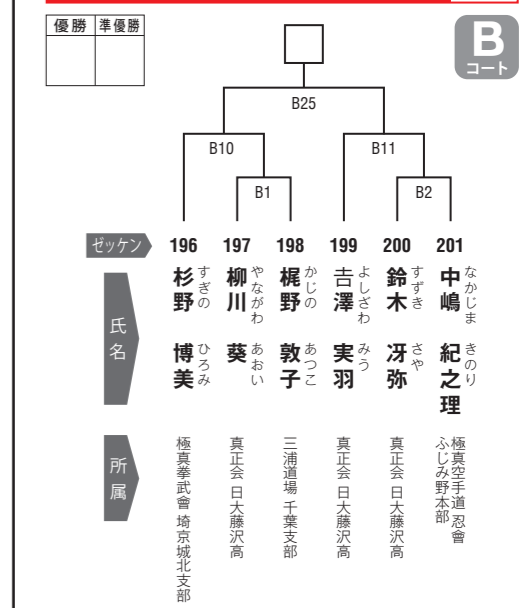 優勝 準優勝
B
コート
B25
B10 B11
B1 B2
ゼッケン 196 197 198 199 200 201
氏名
杉野 博美
すぎの ひろみ
柳川 葵
やながわ あおい
梶野 敦子
かじの あつこ
𠮷澤 実羽
よしざわ みう
鈴木 冴弥
すずき さや
中嶋 紀之理
なかじま きのり
所属
極真拳武會 埼京城北支部
真正会 日大藤沢高
三浦道場 千葉支部
真正会 日大藤沢高
真正会 日大藤沢高
極真空手道 忍會
ふじみ野本部